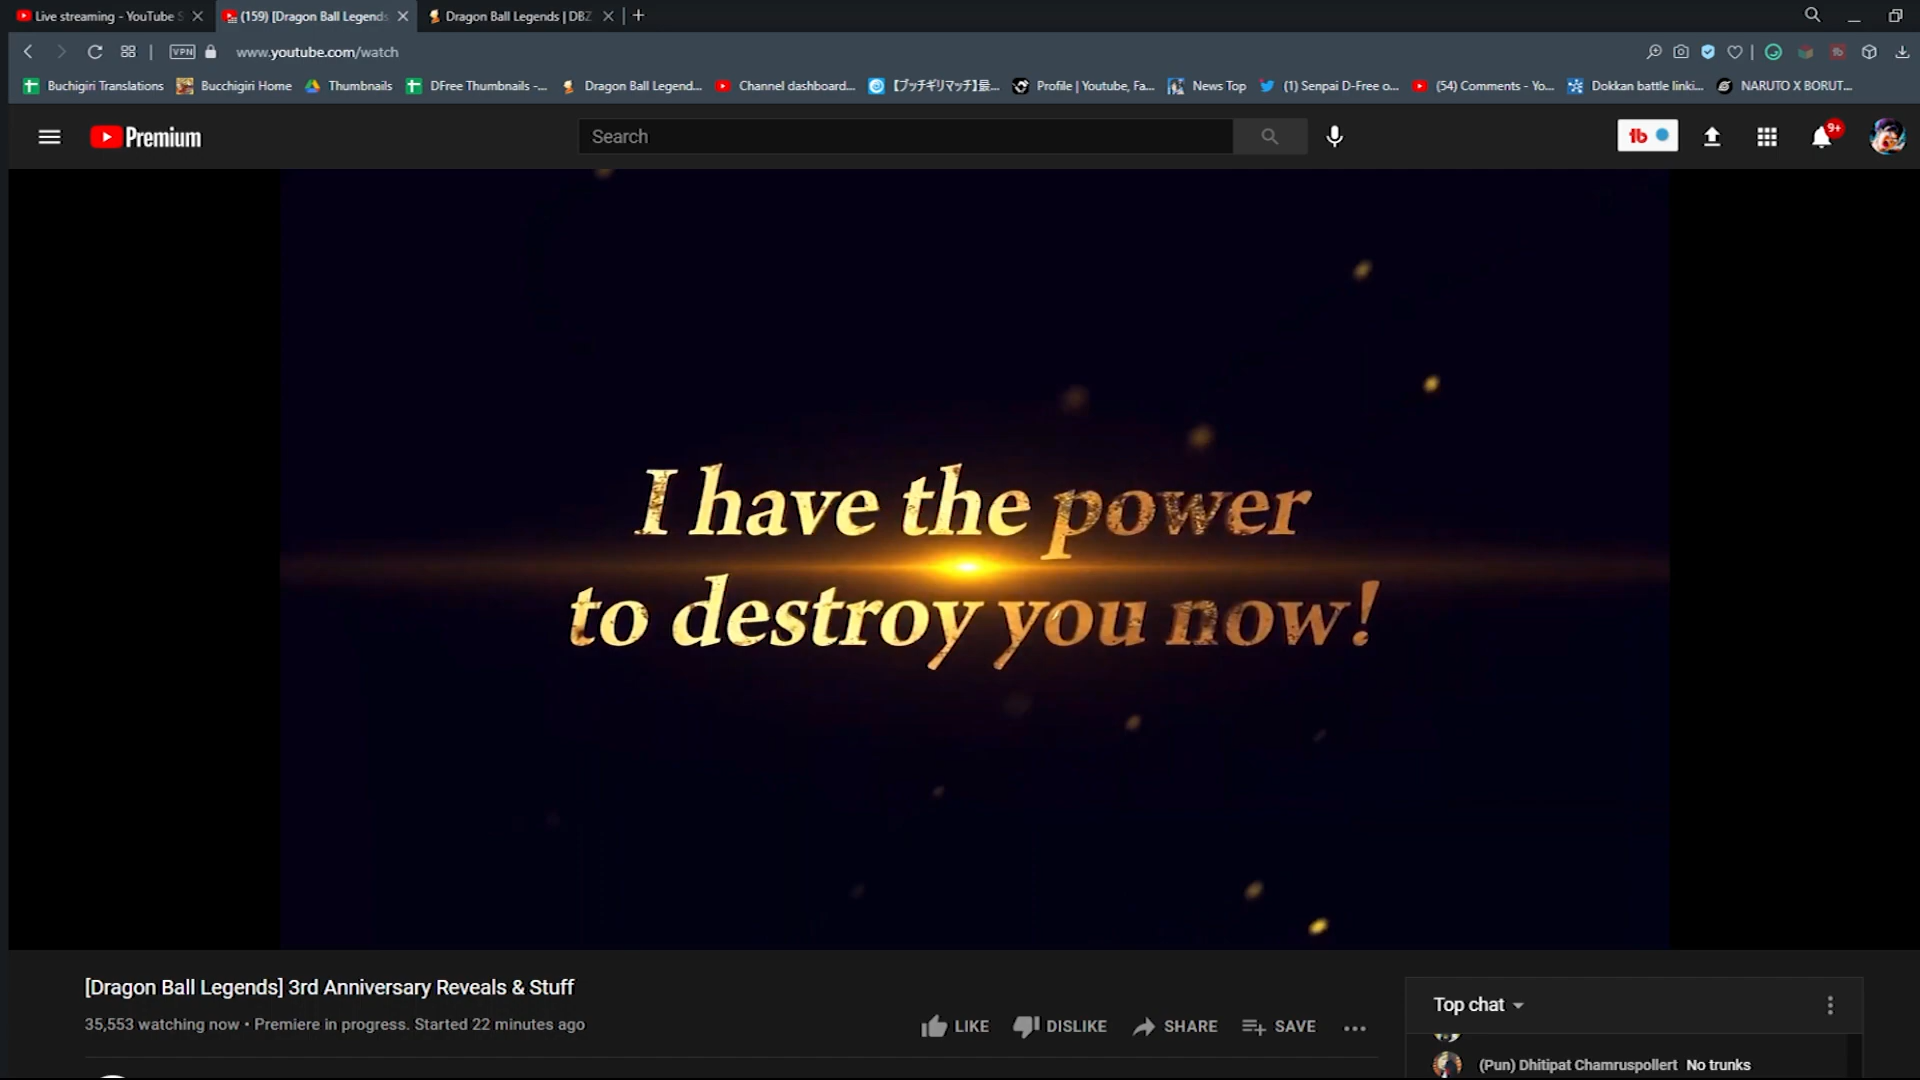 Live streaming - YouTube S
(159) [Dragon Ball Legends
Dragon Ball Legends | DBZ
VPN
www.youtube.com/watch
Buchigiri Translations
Bucchigiri Home
Thumbnails
DFree Thumbnails -...
Dragon Ball Legend...
Channel dashboard...
【ブッチギリマッチ】最...
Profile | Youtube, Fa...
News Top
(1) Senpai D-Free o...
(54) Comments - Yo...
Dokkan battle linki...
NARUTO X BORUT...
Premium
Search
tb
9+
I have the power
to destroy you now!
[Dragon Ball Legends] 3rd Anniversary Reveals & Stuff
35,553 watching now • Premiere in progress. Started 22 minutes ago
LIKE
DISLIKE
SHARE
SAVE
Top chat
(Pun) Dhitipat Chamruspollert No trunks